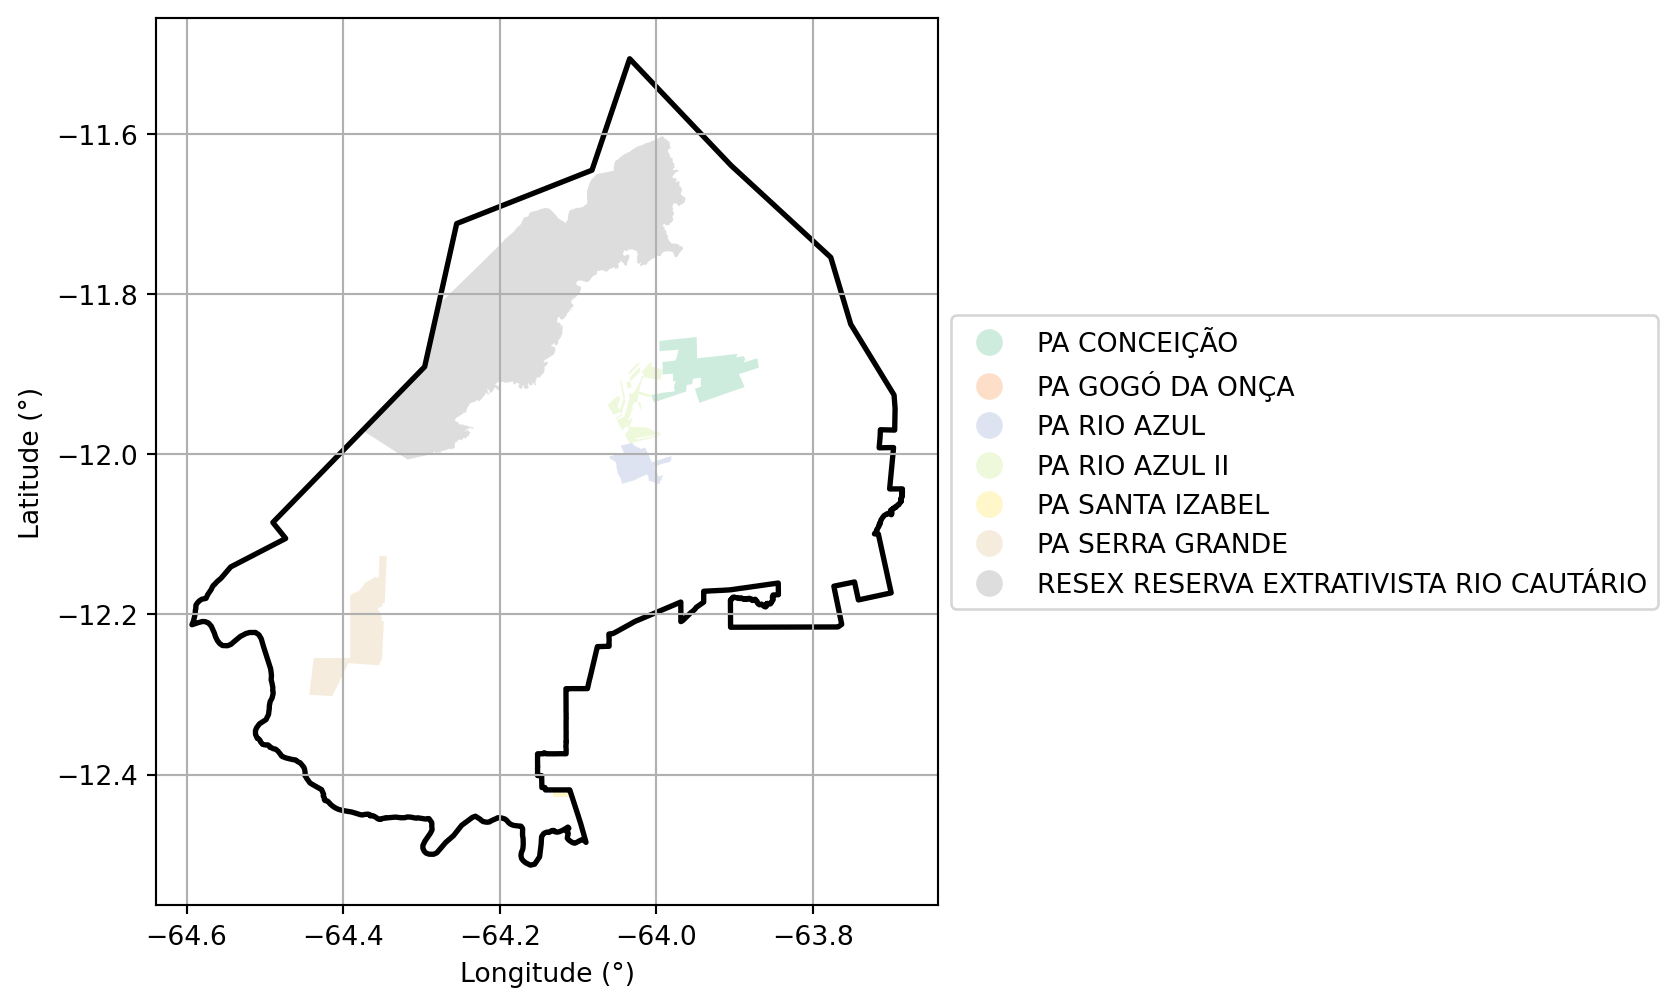 −11.6
−11.8
−12.0
−12.2
−12.4
Latitude (°)
−64.6
−64.4
−64.2
−64.0
−63.8
Longitude (°)
PA CONCEIÇÃO
PA GOGÓ DA ONÇA
PA RIO AZUL
PA RIO AZUL II
PA SANTA IZABEL
PA SERRA GRANDE
RESEX RESERVA EXTRATIVISTA RIO CAUTÁRIO